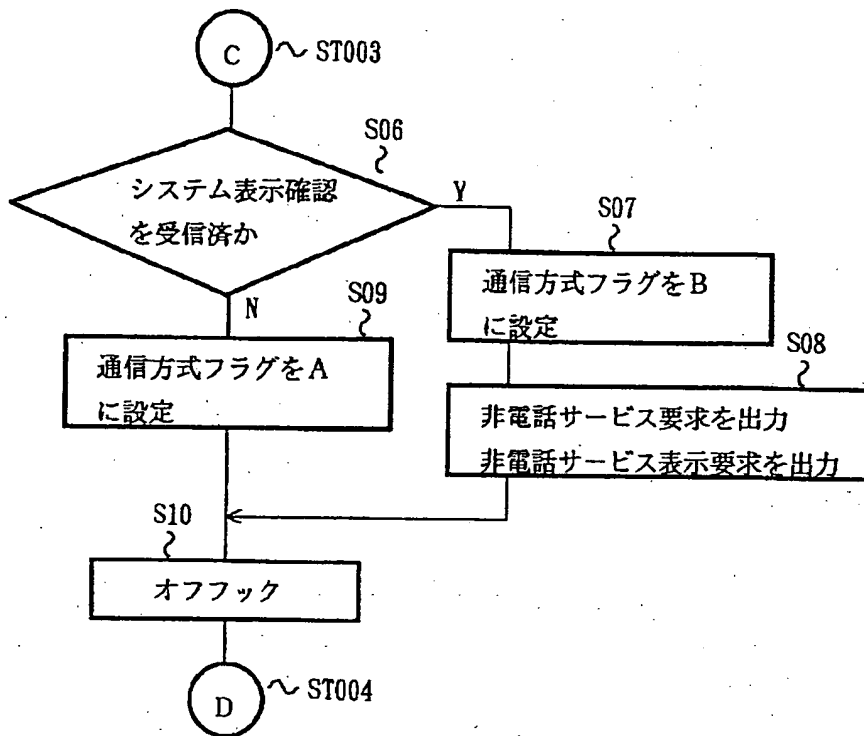 C
ST003
S06
システム表示確認
を受信済か
Y
S07
通信方式フラグをB
に設定
N
S09
通信方式フラグをA
に設定
S08
非電話サービス要求を出力
非電話サービス表示要求を出力
S10
オフフック
D
ST004